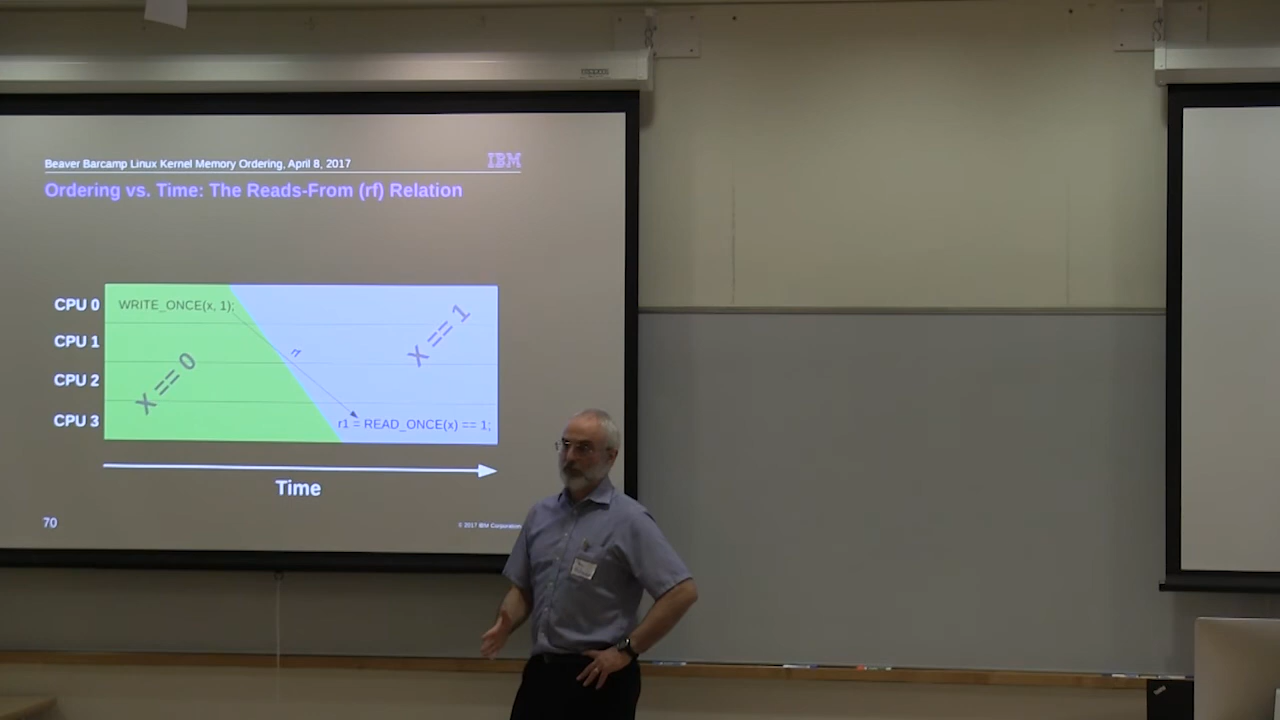 Beaver Barcamp Linux Kernel Memory Ordering, April 8, 2017
IBM
Ordering vs. Time: The Reads-From (rf) Relation
CPU 0
WRITE_ONCE(x, 1);
CPU 1
CPU 2
CPU 3
X == 0
rf
X == 1
r1 = READ_ONCE(x) == 1;
Time
70
© 2017 IBM Corporation